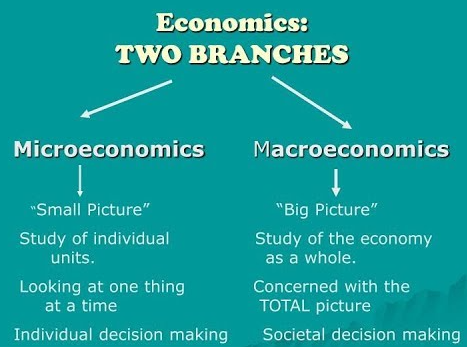 Economics:
TWO BRANCHES
Microeconomics
"Small Picture"
Study of individual
units.
Looking at one thing
at a time
Individual decision making
Macroeconomics
"Big Picture"
Study of the economy
as a whole.
Concerned with the
TOTAL picture
Societal decision making